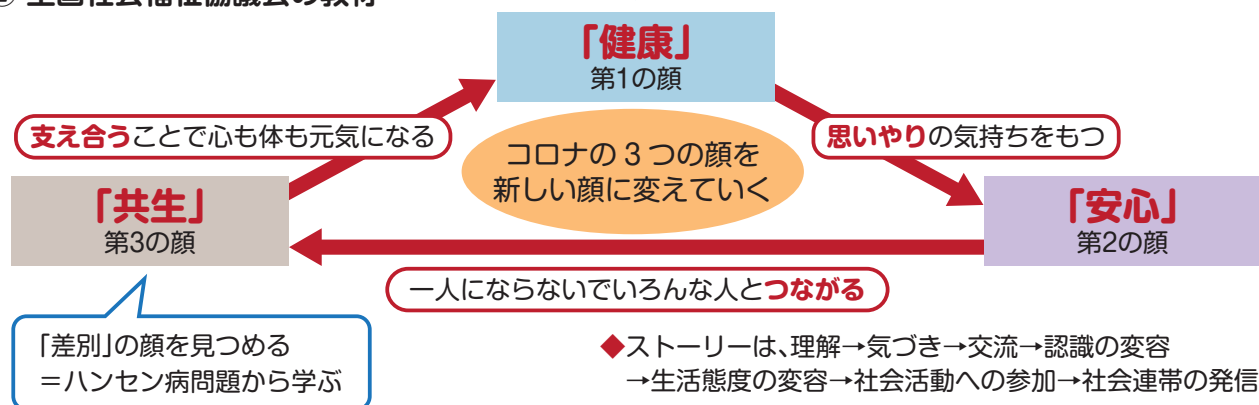 「健康」
第1の顔
支え合うことで心も体も元気になる
思いやりの気持ちをもつ
コロナの3つの顔を
新しい顔に変えていく
「共生」
第3の顔
「安心」
第2の顔
一人にならないでいろんな人とつながる
「差別」の顔を見つめる
＝ハンセン病問題から学ぶ
◆ストーリーは、理解→気づき→交流→認識の変容
→生活態度の変容→社会活動への参加→社会連帯の発信